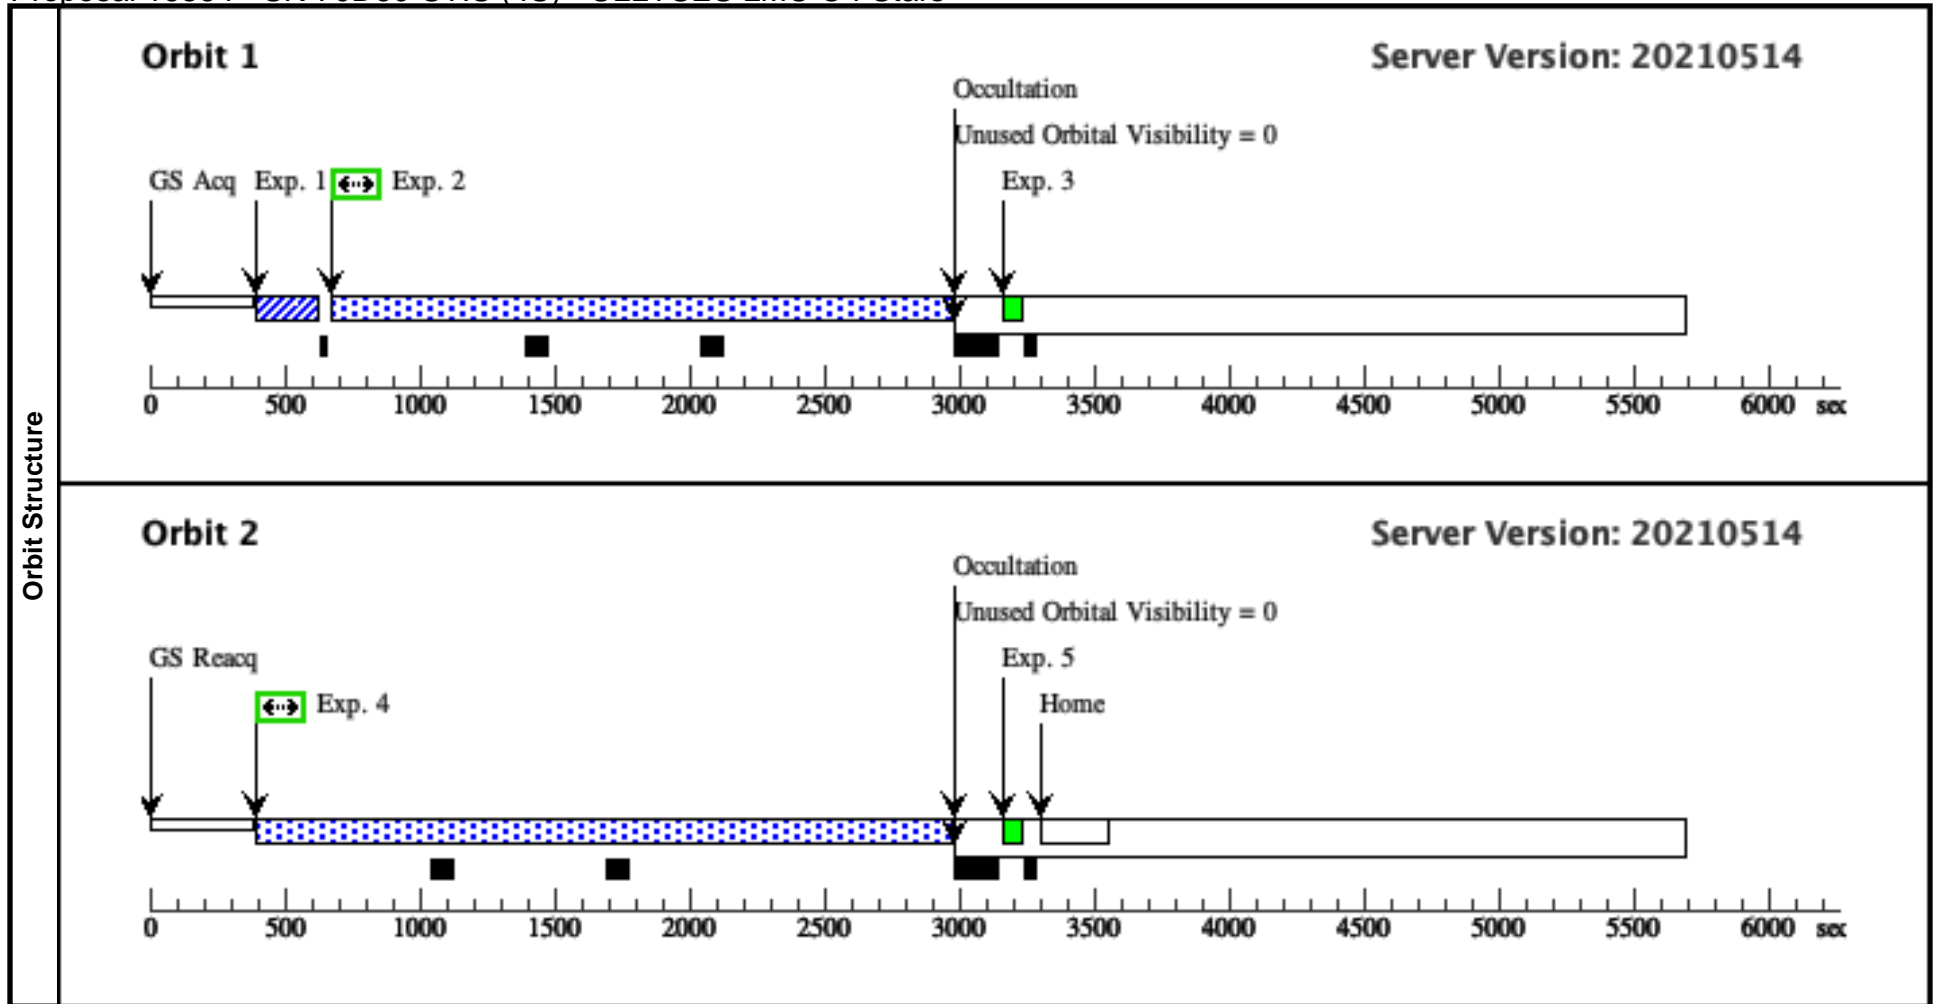 Orbit Structure
Orbit 1
Server Version: 20210514
Occultation
Unused Orbital Visibility = 0
GS Acq Exp. 1 Exp. 2 Exp. 3
0 500 1000 1500 2000 2500 3000 3500 4000 4500 5000 5500 6000 sec
Orbit 2
Server Version: 20210514
Occultation
Unused Orbital Visibility = 0
GS Reacq Exp. 5
Exp. 4 Home
0 500 1000 1500 2000 2500 3000 3500 4000 4500 5000 5500 6000 sec